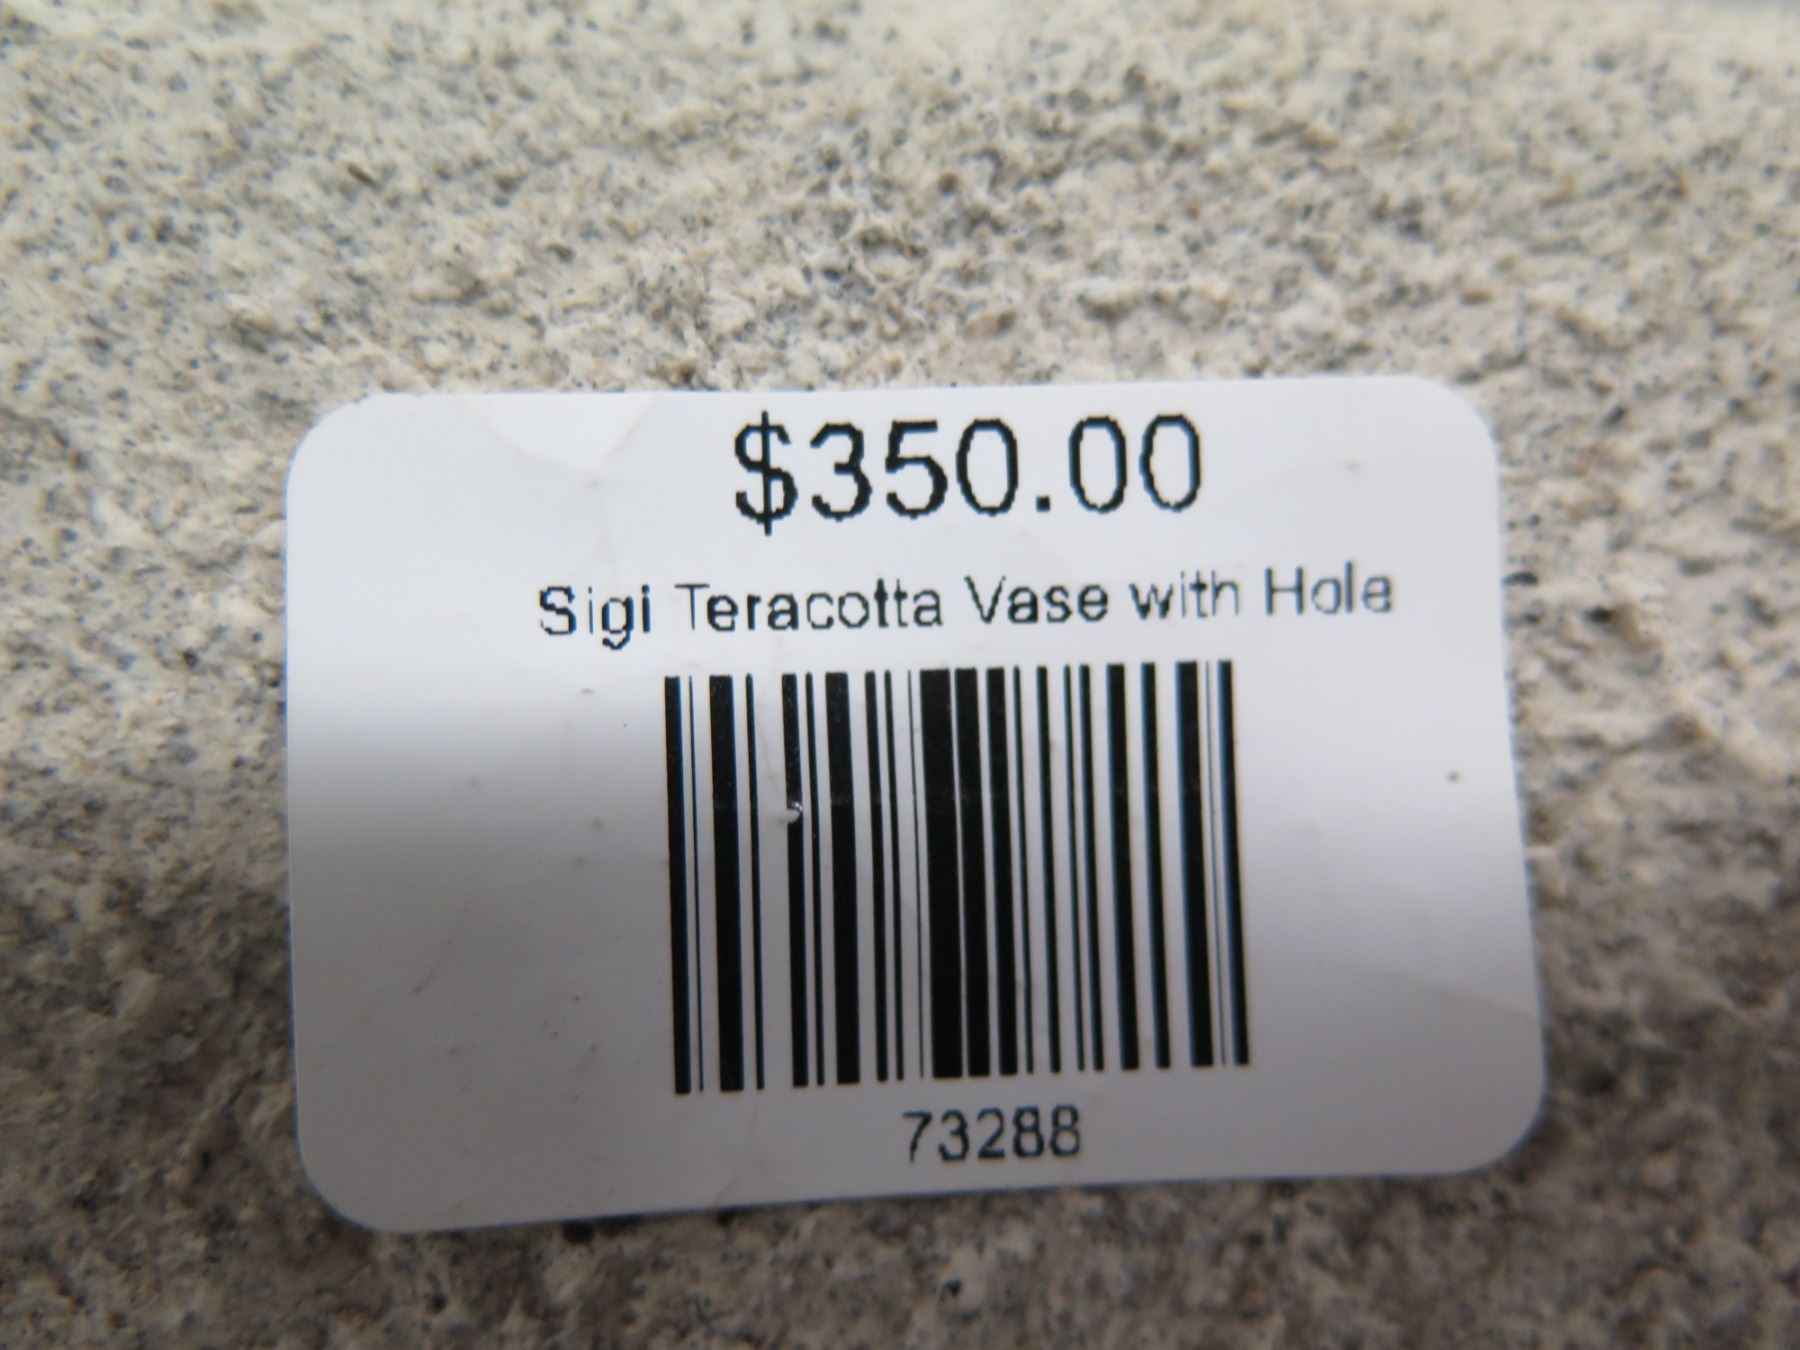 $350.00
Sigi Teracotta Vase with Hole
73288